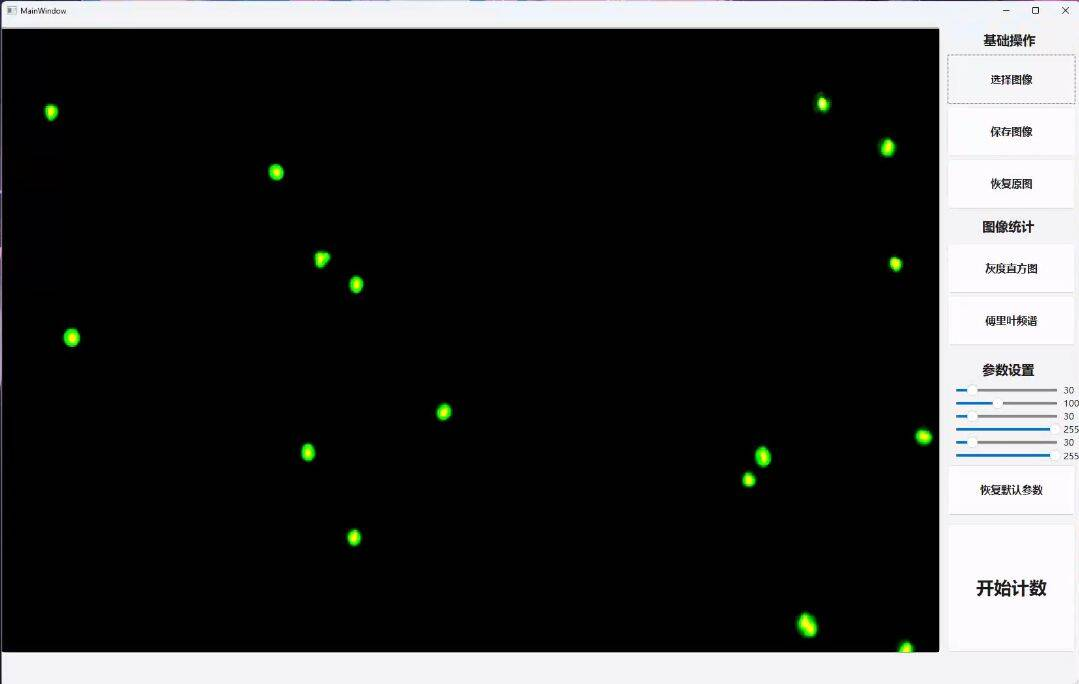 MainWindow
基础操作
选择图像
保存图像
恢复原图
图像统计
灰度直方图
傅里叶频谱
参数设置
30
100
30
255
30
255
恢复默认参数
开始计数